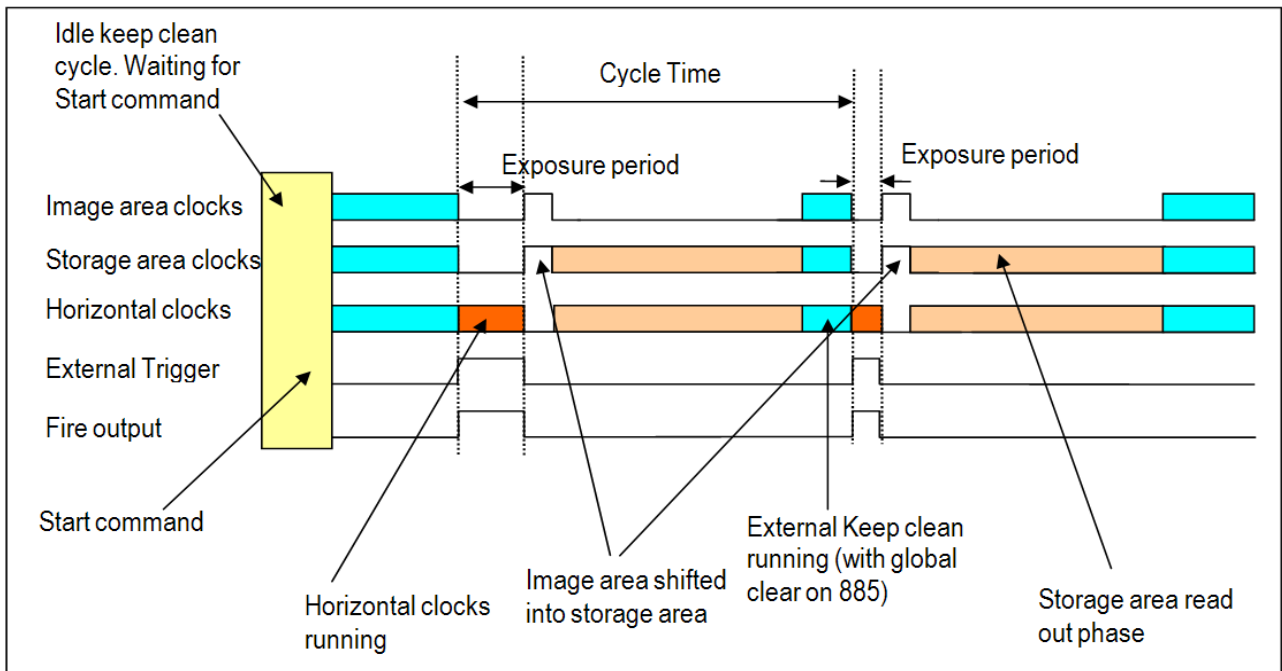 Idle keep clean
cycle. Waiting for
Start command
Cycle Time
Exposure period
Exposure period
Image area clocks
Storage area clocks
Horizontal clocks
External Trigger
Fire output
Start command
Horizontal clocks
running
Image area shifted
into storage area
External Keep clean
running (with global
clear on 885)
Storage area read
out phase